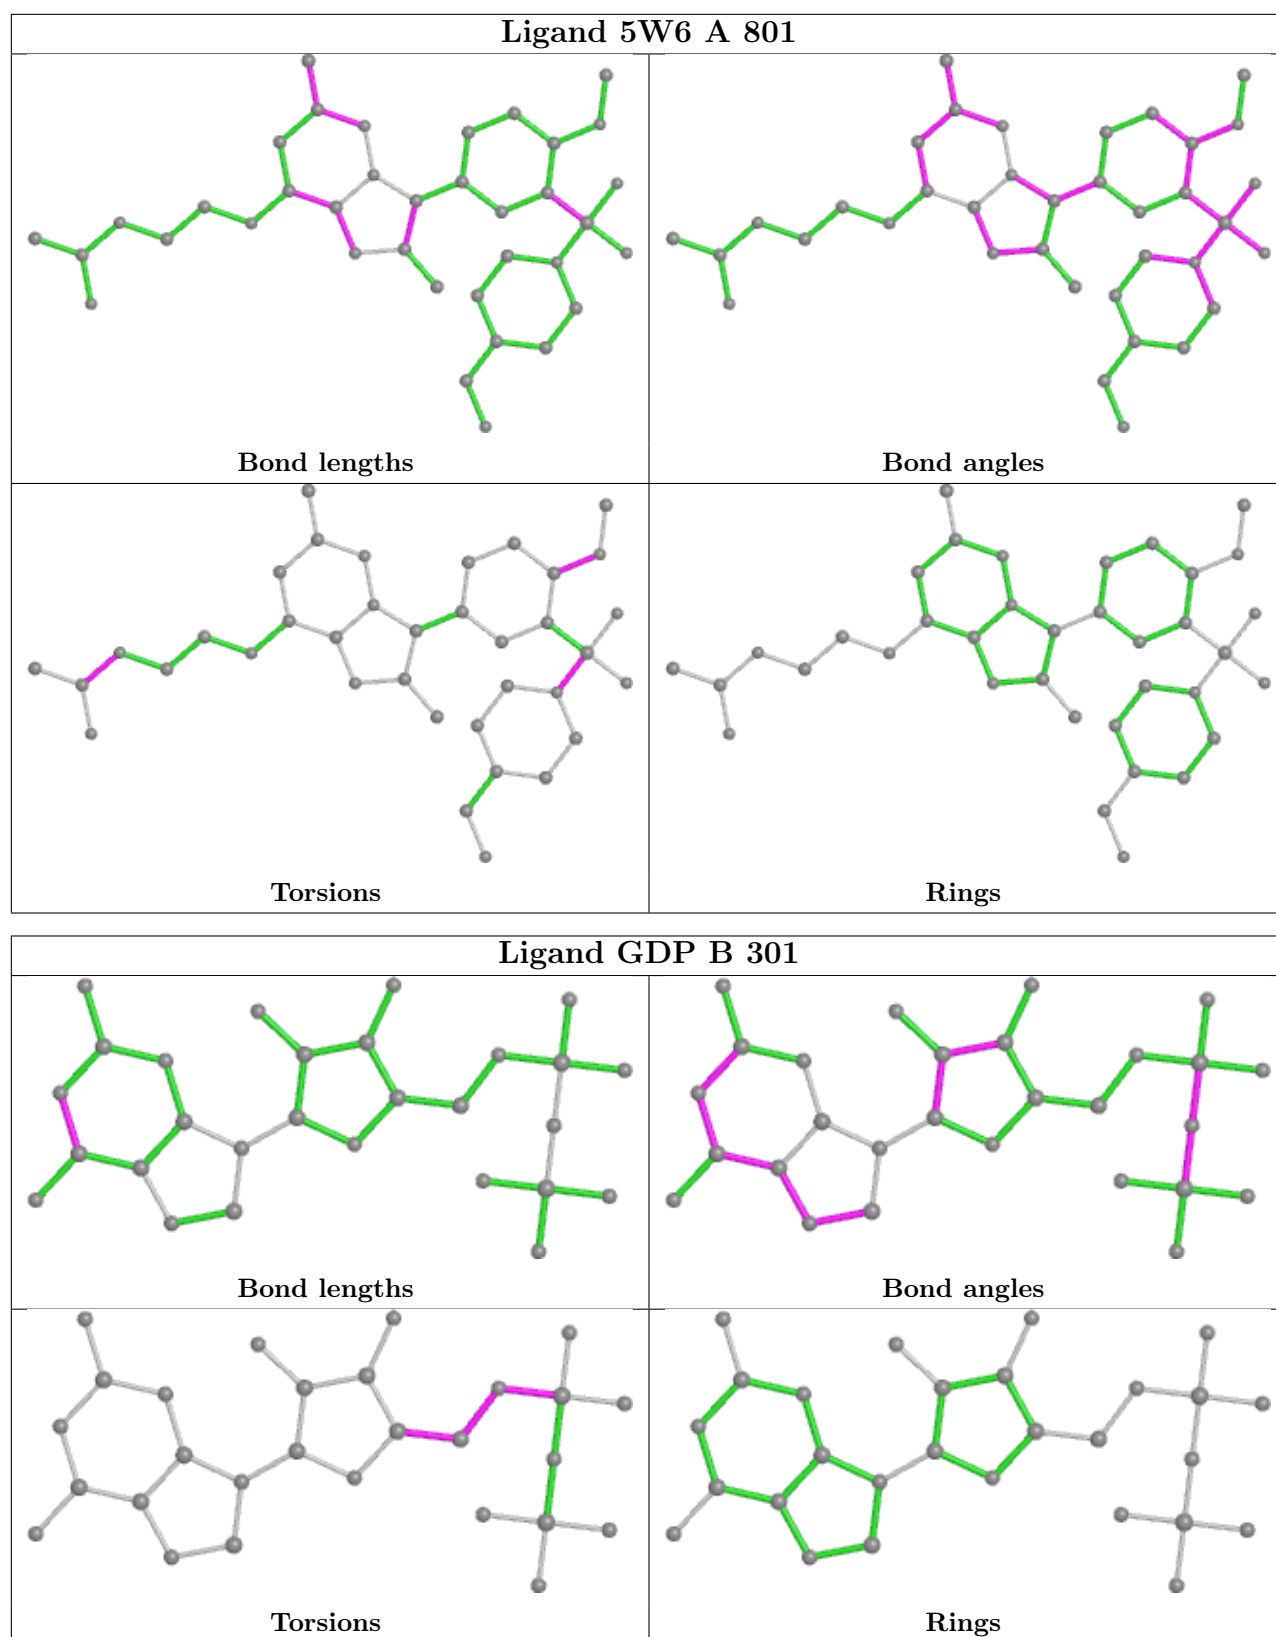 Ligand 5W6 A 801
Bond lengths
Bond angles
Torsions
Rings
Ligand GDP B 301
Bond lengths
Bond angles
Torsions
Rings